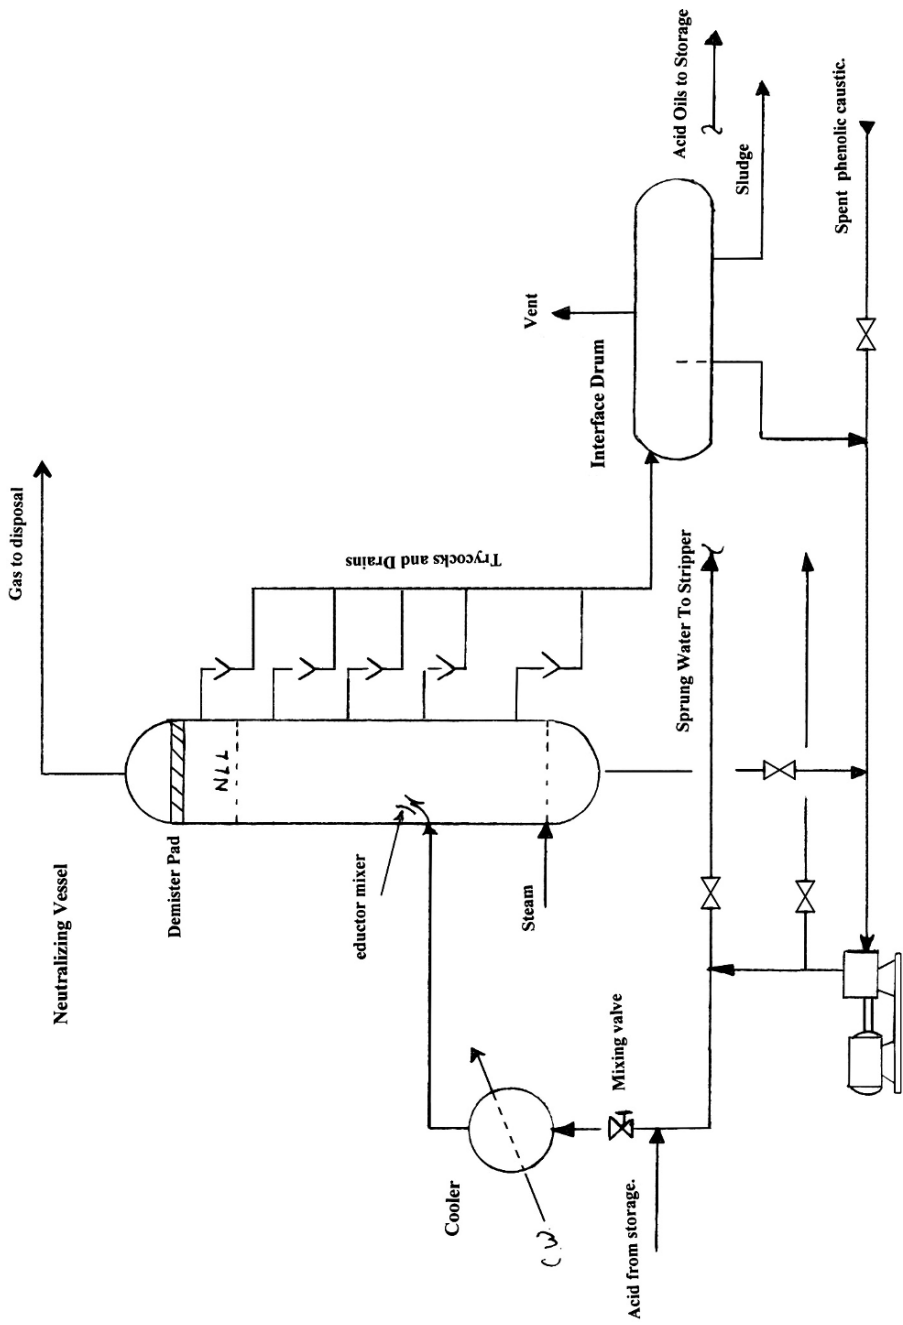 Gas to disposal
Neutralizing Vessel
Demister Pad
NLL
eductor mixer
Trycocks and Drains
Cooler
Steam
Vent
C.W.
Interface Drum
Acid from storage.
Mixing valve
Sprung Water To Stripper
Acid Oils to Storage
Sludge
Spent phenolic caustic.